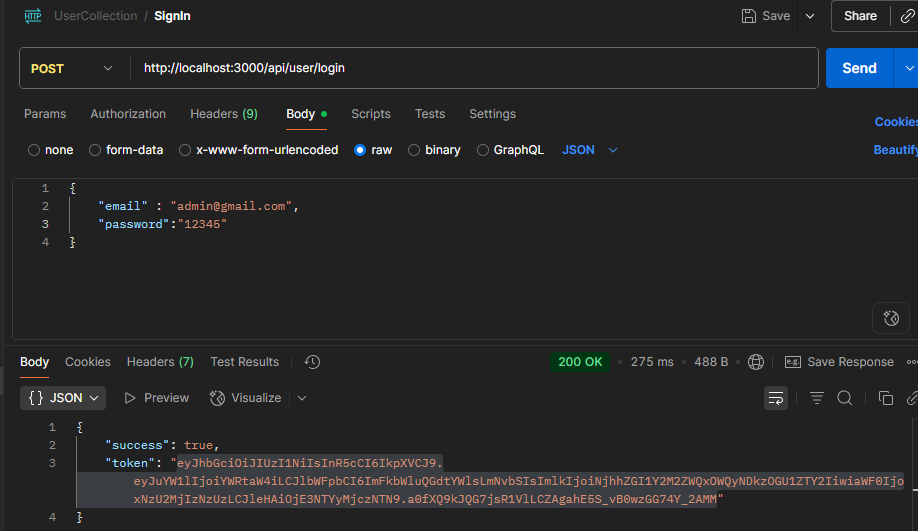 HTTP UserCollection / SignIn Save Share
POST http://localhost:3000/api/user/login Send
Params Authorization Headers (9) Body Scripts Tests Settings Cookies
none form-data x-www-form-urlencoded raw binary GraphQL JSON Beautify
1 {
2 "email" : "admin@gmail.com",
3 "password":"12345"
4 }
Body Cookies Headers (7) Test Results 200 OK 275 ms 488 B Save Response
{} JSON Preview Visualize
1 {
2 "success": true,
3 "token": "eyJhbGciOiJIUzI1NiIsInR5cCI6IkpXVCJ9.
eyJuYW1lIjoiYWRtaW4iLCJlbWFpbCI6ImFkbWluQGdtYWlsLmNvbSIsImlkIjoiNjhhZGI1Y2M2ZWQxOWQyNDkzOGU1ZTY2IiwiaWF0Ijo
xNzU2MjIzNzUzLCJleHAiOjE3NTYyMjczNTN9.a0fXQ9kJQG7jsR1VlLCZAgahE5S_vB0wzGG74Y_2AMM"
4 }